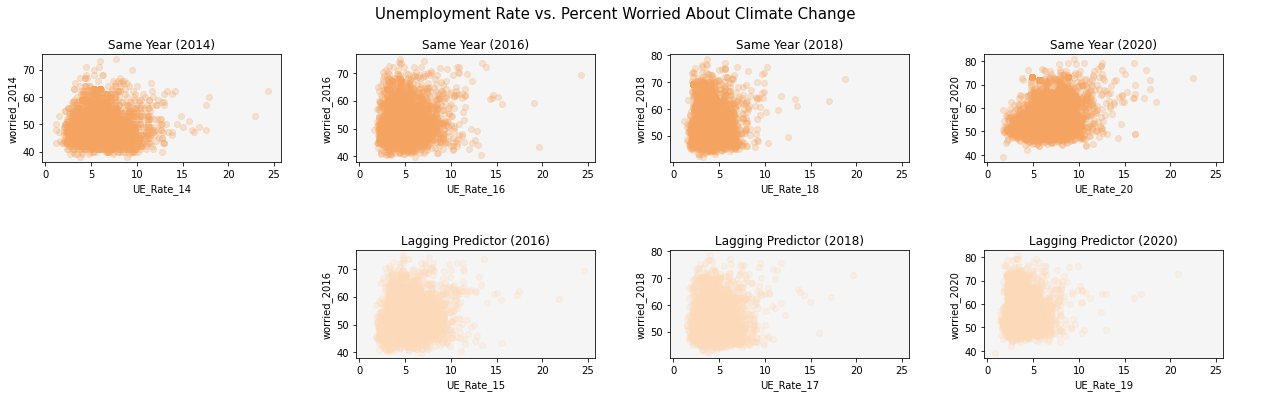 Unemployment Rate vs. Percent Worried About Climate Change
Same Year (2014)
worried_2014
70
60
50
40
0 5 10 15 20 25
UE_Rate_14
Same Year (2016)
worried_2016
70
60
50
40
0 5 10 15 20 25
UE_Rate_16
Same Year (2018)
worried_2018
80
70
60
50
0 5 10 15 20 25
UE_Rate_18
Same Year (2020)
worried_2020
80
70
60
50
40
0 5 10 15 20 25
UE_Rate_20
Lagging Predictor (2016)
worried_2016
70
60
50
40
0 5 10 15 20 25
UE_Rate_15
Lagging Predictor (2018)
worried_2018
80
70
60
50
0 5 10 15 20 25
UE_Rate_17
Lagging Predictor (2020)
worried_2020
80
70
60
50
40
0 5 10 15 20 25
UE_Rate_19